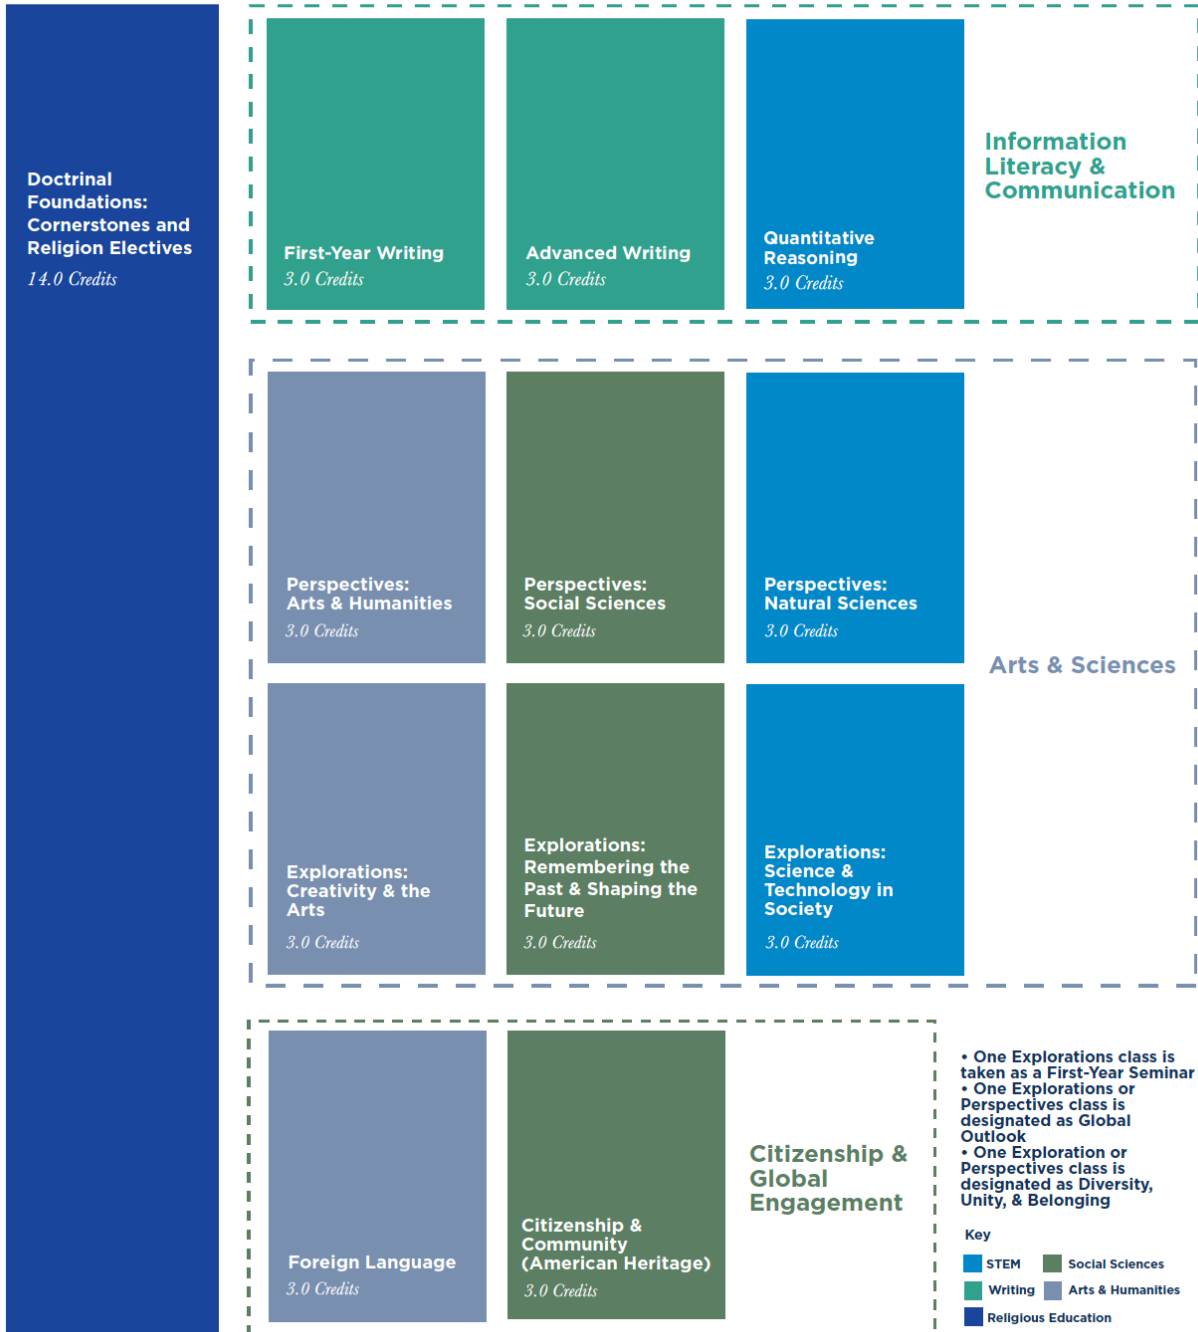 Doctrinal
Foundations:
Cornerstones and
Religion Electives
14.0 Credits
First-Year Writing
3.0 Credits
Advanced Writing
3.0 Credits
Quantitative
Reasoning
3.0 Credits
Information
Literacy &
Communication
Perspectives:
Arts & Humanities
3.0 Credits
Perspectives:
Social Sciences
3.0 Credits
Perspectives:
Natural Sciences
3.0 Credits
Arts & Sciences
Explorations:
Creativity & the
Arts
3.0 Credits
Explorations:
Remembering the
Past & Shaping the
Future
3.0 Credits
Explorations:
Science &
Technology in
Society
3.0 Credits
Foreign Language
3.0 Credits
Citizenship &
Community
(American Heritage)
3.0 Credits
Citizenship &
Global
Engagement
• One Explorations class is
taken as a First-Year Seminar
• One Explorations or
Perspectives class is
designated as Global
Outlook
• One Exploration or
Perspectives class is
designated as Diversity,
Unity, & Belonging
Key
STEM
Social Sciences
Writing
Arts & Humanities
Religious Education